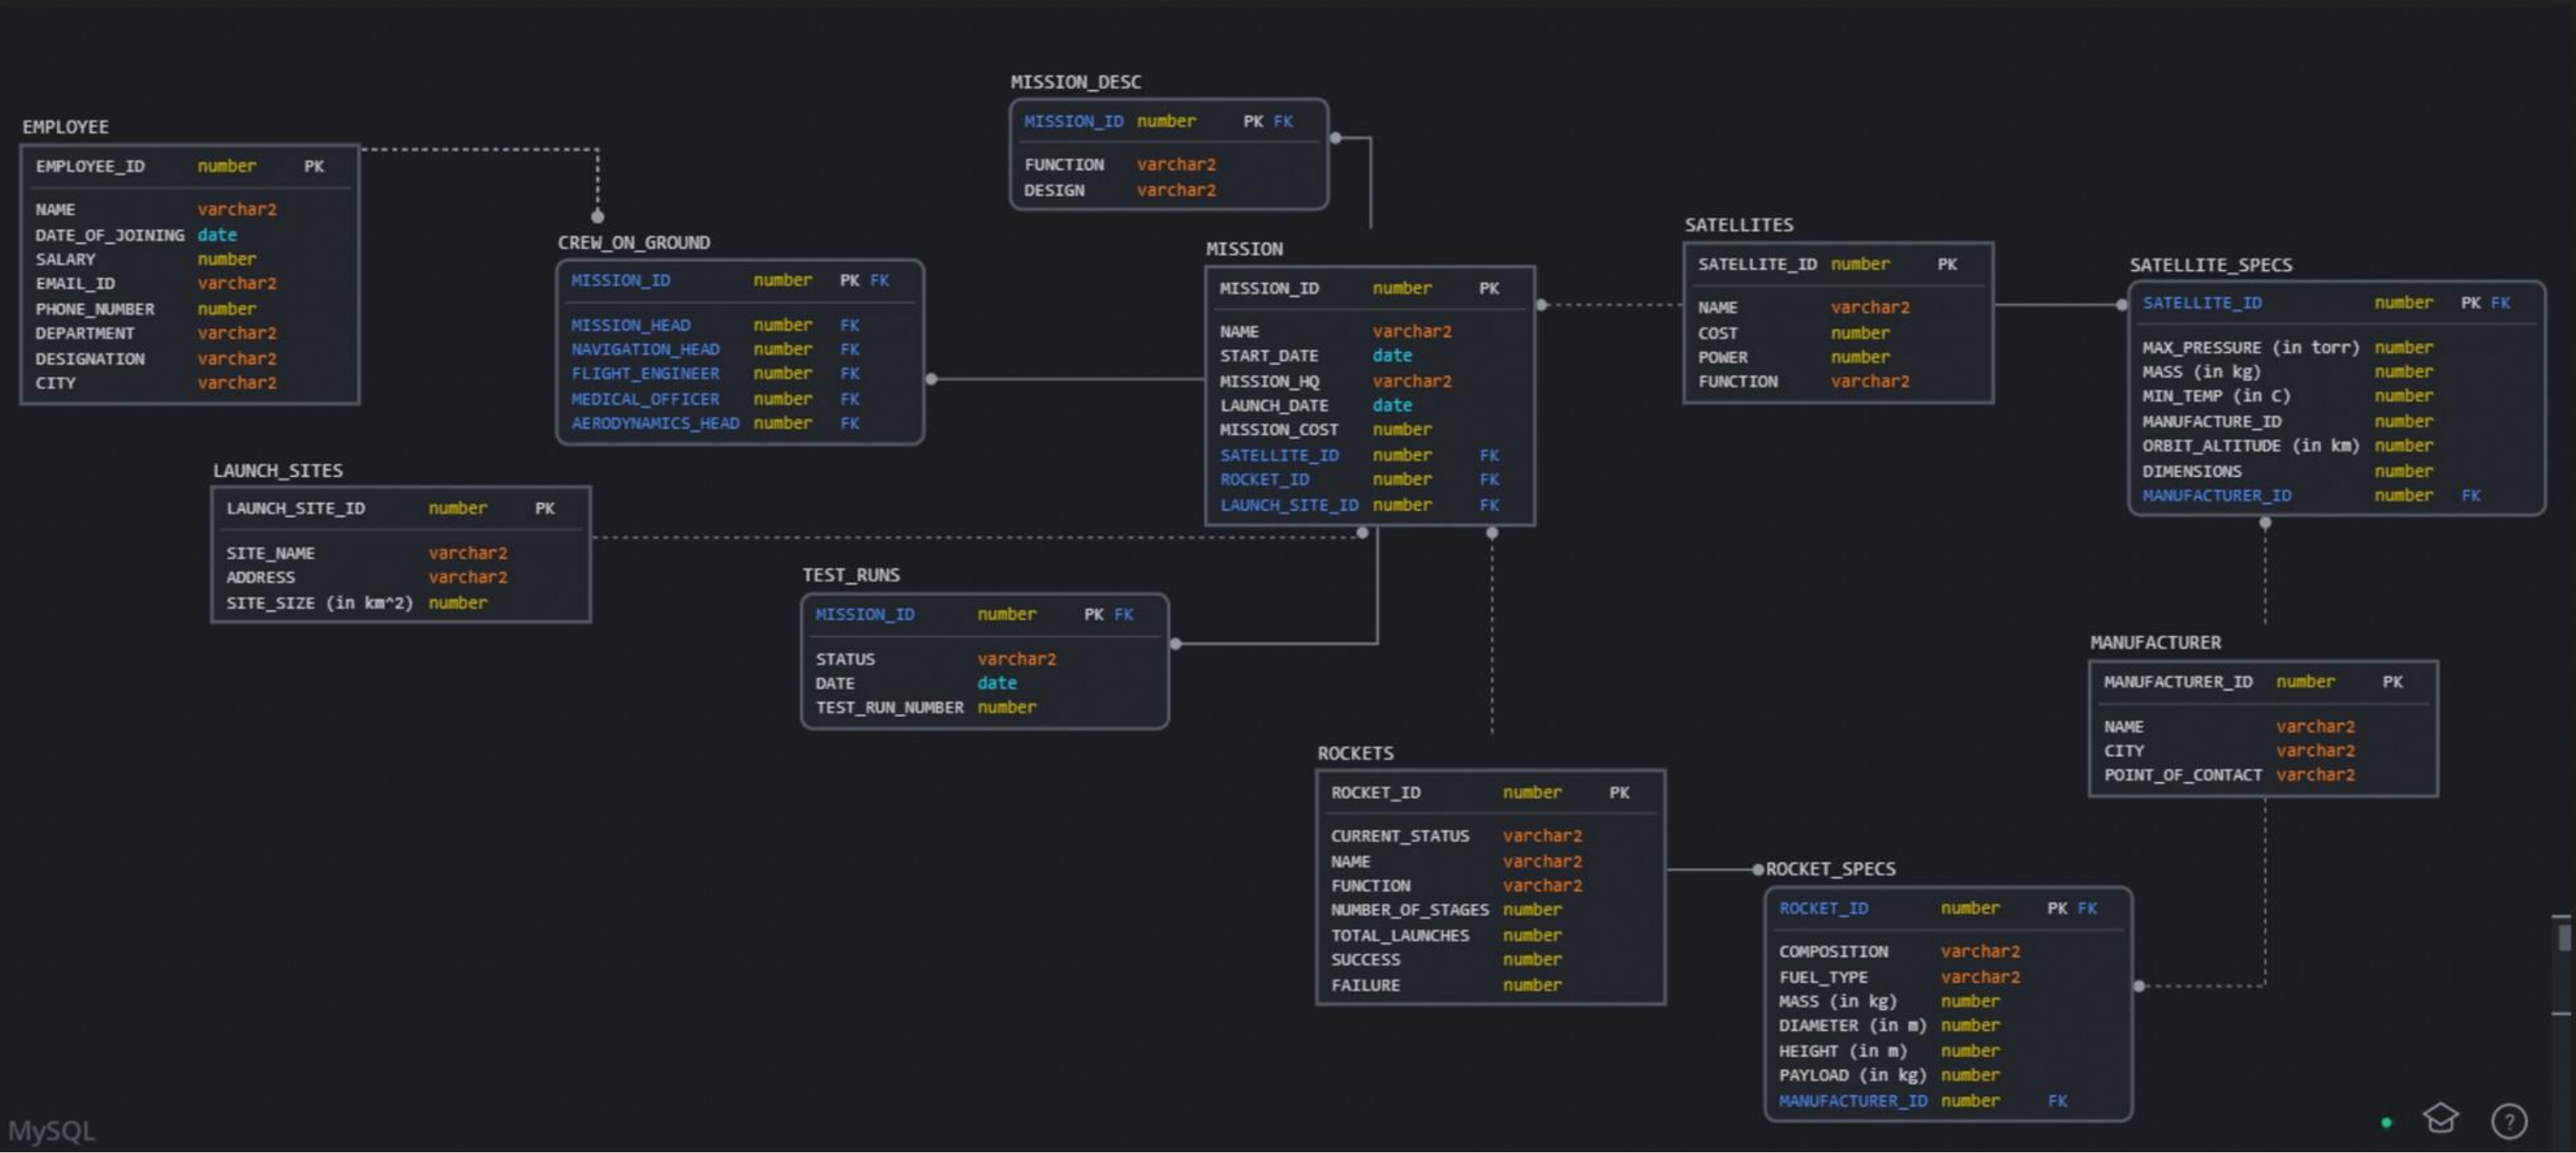 MISSION_DESC
MISSION_ID number PK FK
FUNCTION varchar2
DESIGN varchar2
EMPLOYEE
EMPLOYEE_ID number PK
NAME varchar2
DATE_OF_JOINING date
SALARY number
EMAIL_ID varchar2
PHONE_NUMBER number
DEPARTMENT varchar2
DESIGNATION varchar2
CITY varchar2
CREW_ON_GROUND
MISSION_ID number PK FK
MISSION_HEAD number FK
NAVIGATION_HEAD number FK
FLIGHT_ENGINEER number FK
MEDICAL_OFFICER number FK
AERODYNAMICS_HEAD number FK
MISSION
MISSION_ID number PK
NAME varchar2
START_DATE date
MISSION_HQ varchar2
LAUNCH_DATE date
MISSION_COST number
SATELLITE_ID number FK
ROCKET_ID number FK
LAUNCH_SITE_ID number FK
SATELLITES
SATELLITE_ID number PK
NAME varchar2
COST number
POWER number
FUNCTION varchar2
SATELLITE_SPECS
SATELLITE_ID number PK FK
MAX_PRESSURE (in torr) number
MASS (in kg) number
MIN_TEMP (in C) number
MANUFACTURE_ID number
ORBIT_ALTITUDE (in km) number
DIMENSIONS number
MANUFACTURER_ID number FK
LAUNCH_SITES
LAUNCH_SITE_ID number PK
SITE_NAME varchar2
ADDRESS varchar2
SITE_SIZE (in km^2) number
TEST_RUNS
MISSION_ID number PK FK
STATUS varchar2
DATE date
TEST_RUN_NUMBER number
MANUFACTURER
MANUFACTURER_ID number PK
NAME varchar2
CITY varchar2
POINT_OF_CONTACT varchar2
ROCKETS
ROCKET_ID number PK
CURRENT_STATUS varchar2
NAME varchar2
FUNCTION varchar2
NUMBER_OF_STAGES number
TOTAL_LAUNCHES number
SUCCESS number
FAILURE number
ROCKET_SPECS
ROCKET_ID number PK FK
COMPOSITION varchar2
FUEL_TYPE varchar2
MASS (in kg) number
DIAMETER (in m) number
HEIGHT (in m) number
PAYLOAD (in kg) number
MANUFACTURER_ID number FK
MySQL
?